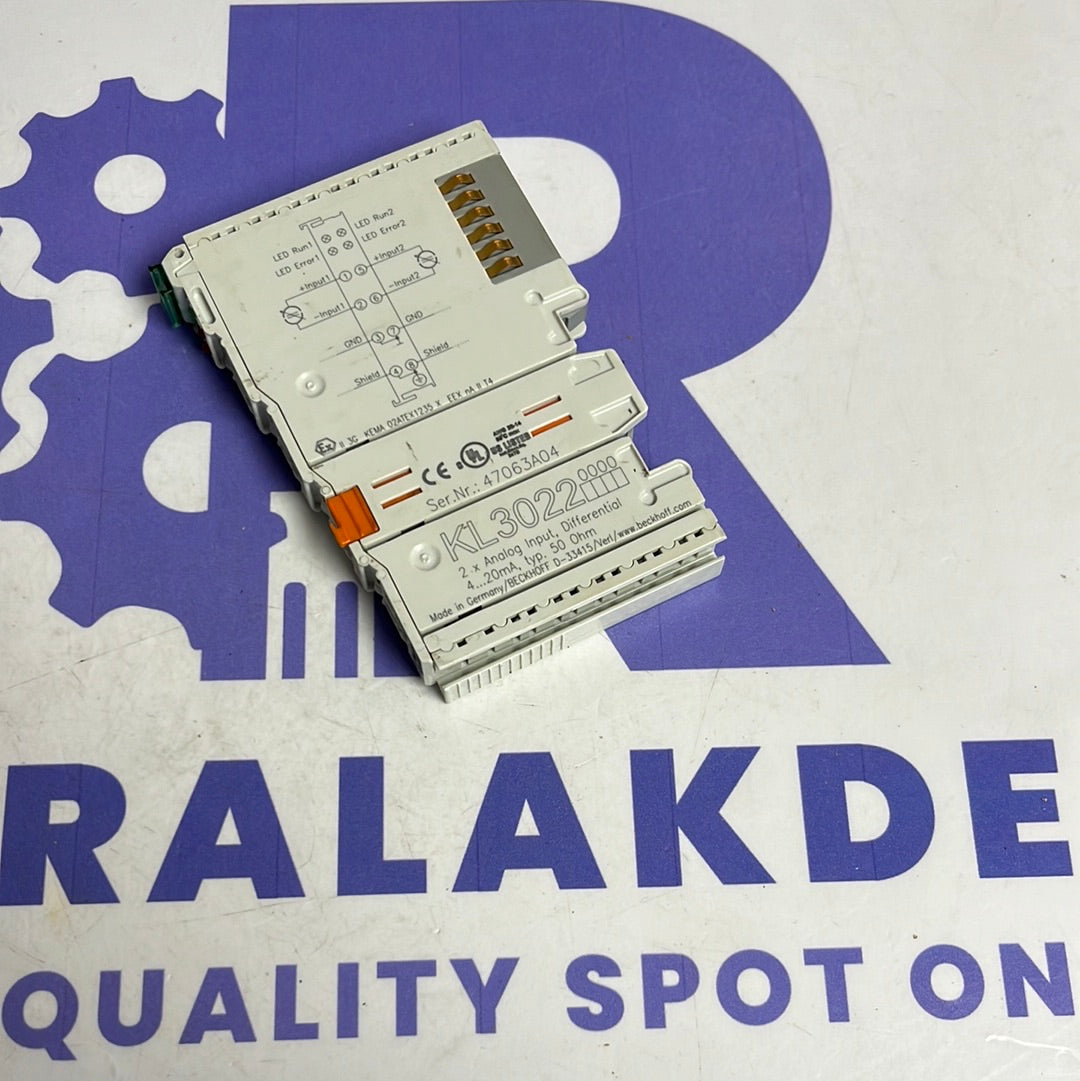 LED Run1 LED Run2
LED Error1 LED Error2
+Input1 1 5 +Input2
-Input1 2 6 -Input2
GND 3 7 GND
Shield 4 8 Shield
Ex II 3G KEMA 02ATEX1235 X EEX nA II T4
CE c UL US LISTED
Ser.Nr.: 47063A04
KL3022 0000
2 x Analog Input, Differential
4...20mA, typ. 50 Ohm
Made in Germany/BECKHOFF D-33415/Verl/www.beckhoff.com
R
RALAKDE
QUALITY SPOT ON